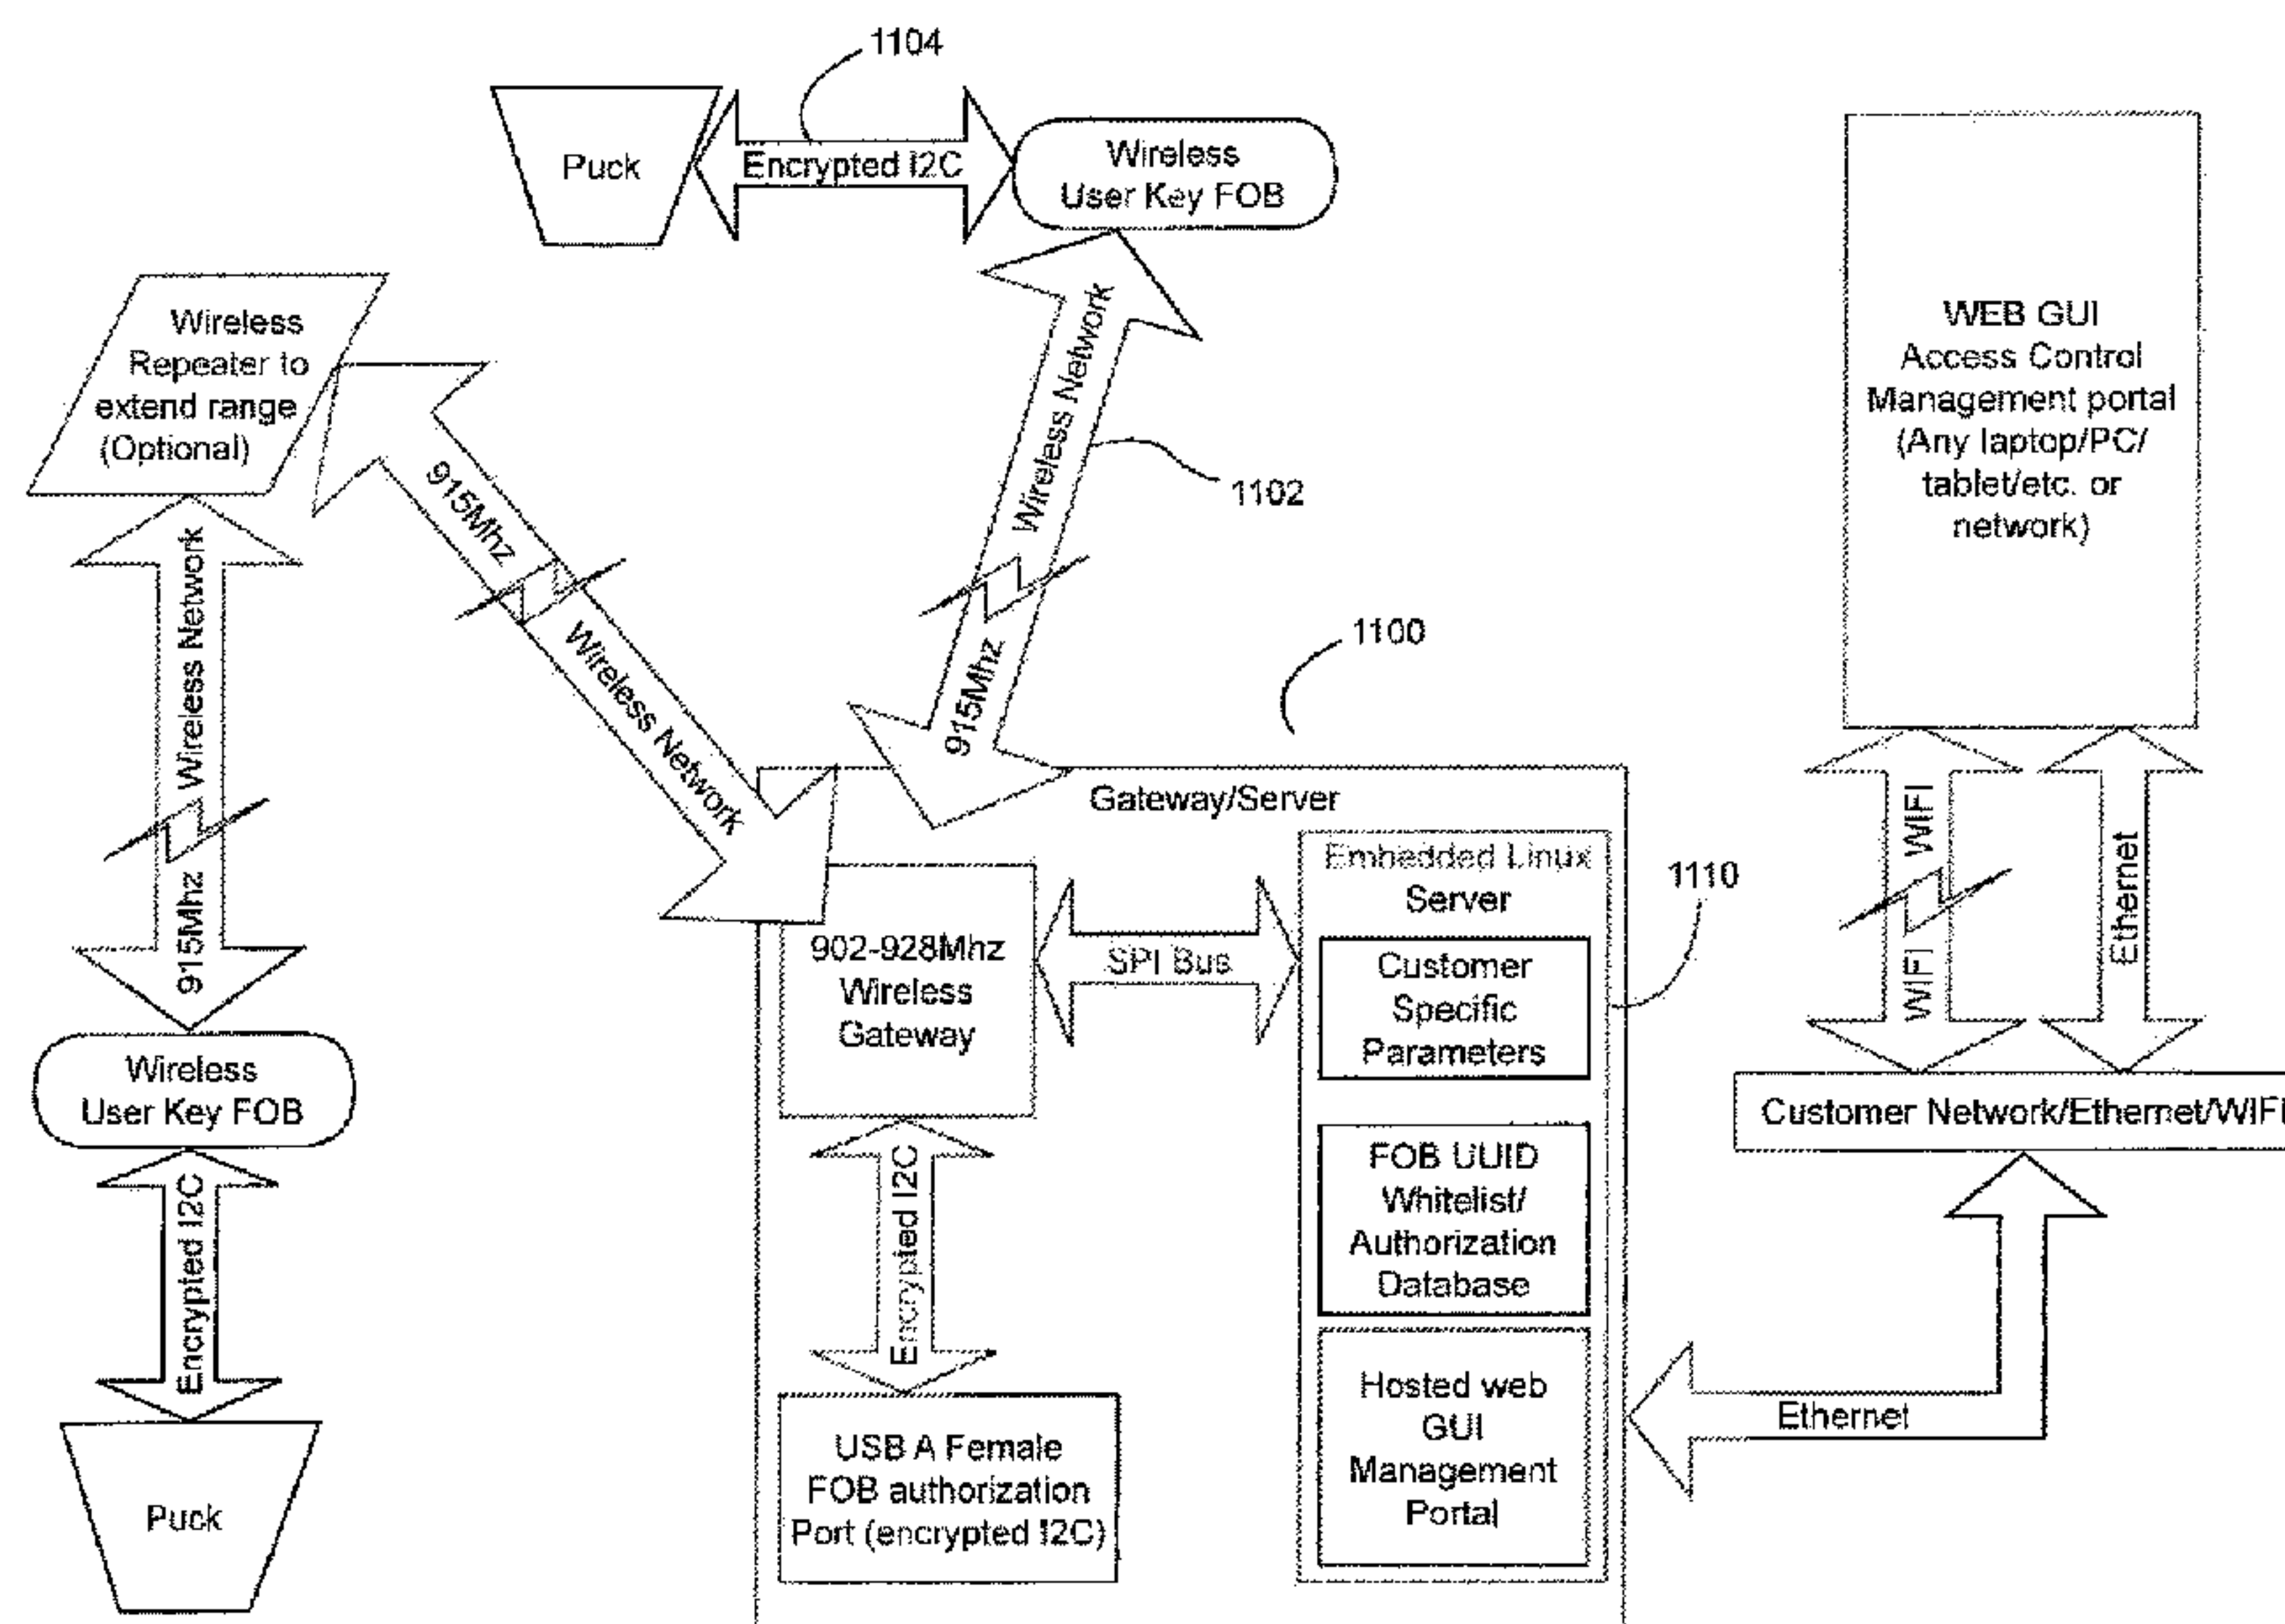 1104
Puck
Encrypted I2C
Wireless
User Key FOB
Wireless
Repeater to
extend range
(Optional)
915Mhz
Wireless Network
Wireless Network
915Mhz
1102
WEB GUI
Access Control
Management portal
(Any laptop/PC/
tablet/etc. or
network)
Wireless Network
915Mhz
1100
Gateway/Server
Embedded Linux
Server
1110
902-928Mhz
Wireless
Gateway
SPI Bus
Customer
Specific
Parameters
WIFI
WIFI
Ethernet
Wireless
User Key FOB
Customer Network/Ethernet/WIFI
Encrypted I2C
Encrypted I2C
FOB UUID
Whitelist/
Authorization
Database
Hosted web
GUI
Management
Portal
Ethernet
Puck
USB A Female
FOB authorization
Port (encrypted I2C)